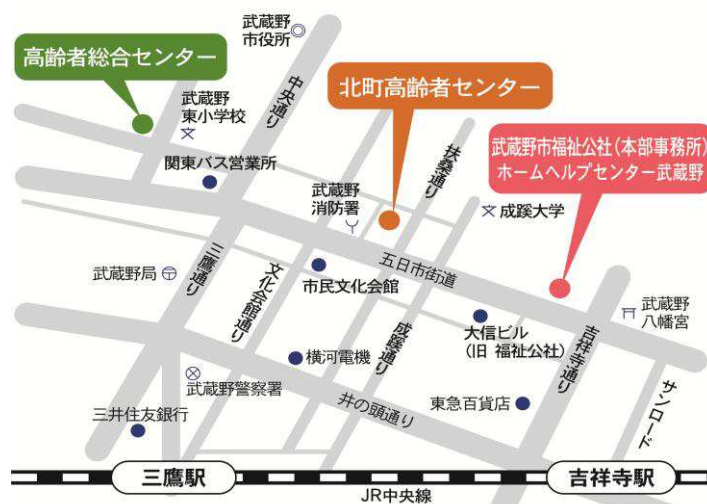 武蔵野
市役所
高齢者総合センター
武蔵野
東小学校
中央通り
北町高齢者センター
関東バス営業所
武蔵野
消防署
扶桑通り
武蔵野市福祉公社(本部事務所)
ホームヘルプセンター武蔵野
成蹊大学
武蔵野局
三鷹通り
文化会館通り
市民文化会館
五日市街道
成蹊通り
大信ビル
(旧 福祉公社)
吉祥寺通り
武蔵野
八幡宮
横河電機
武蔵野警察署
井の頭通り
東急百貨店
サンロード
三井住友銀行
三鷹駅
吉祥寺駅
JR中央線